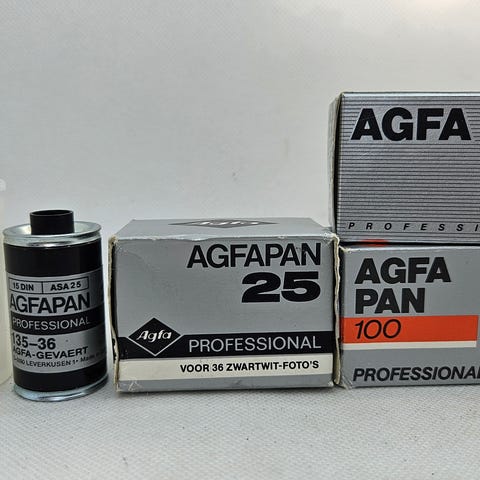 15 DIN ASA 25
AGFAPAN
PROFESSIONAL
135-36
AGFA-GEVAERT
LEVERKUSEN 1
AGFAPAN
25
Agfa
PROFESSIONAL
VOOR 36 ZWARTWIT-FOTO'S
AGFA
PROFESSI
AGFA
PAN
100
PROFESSIONAL